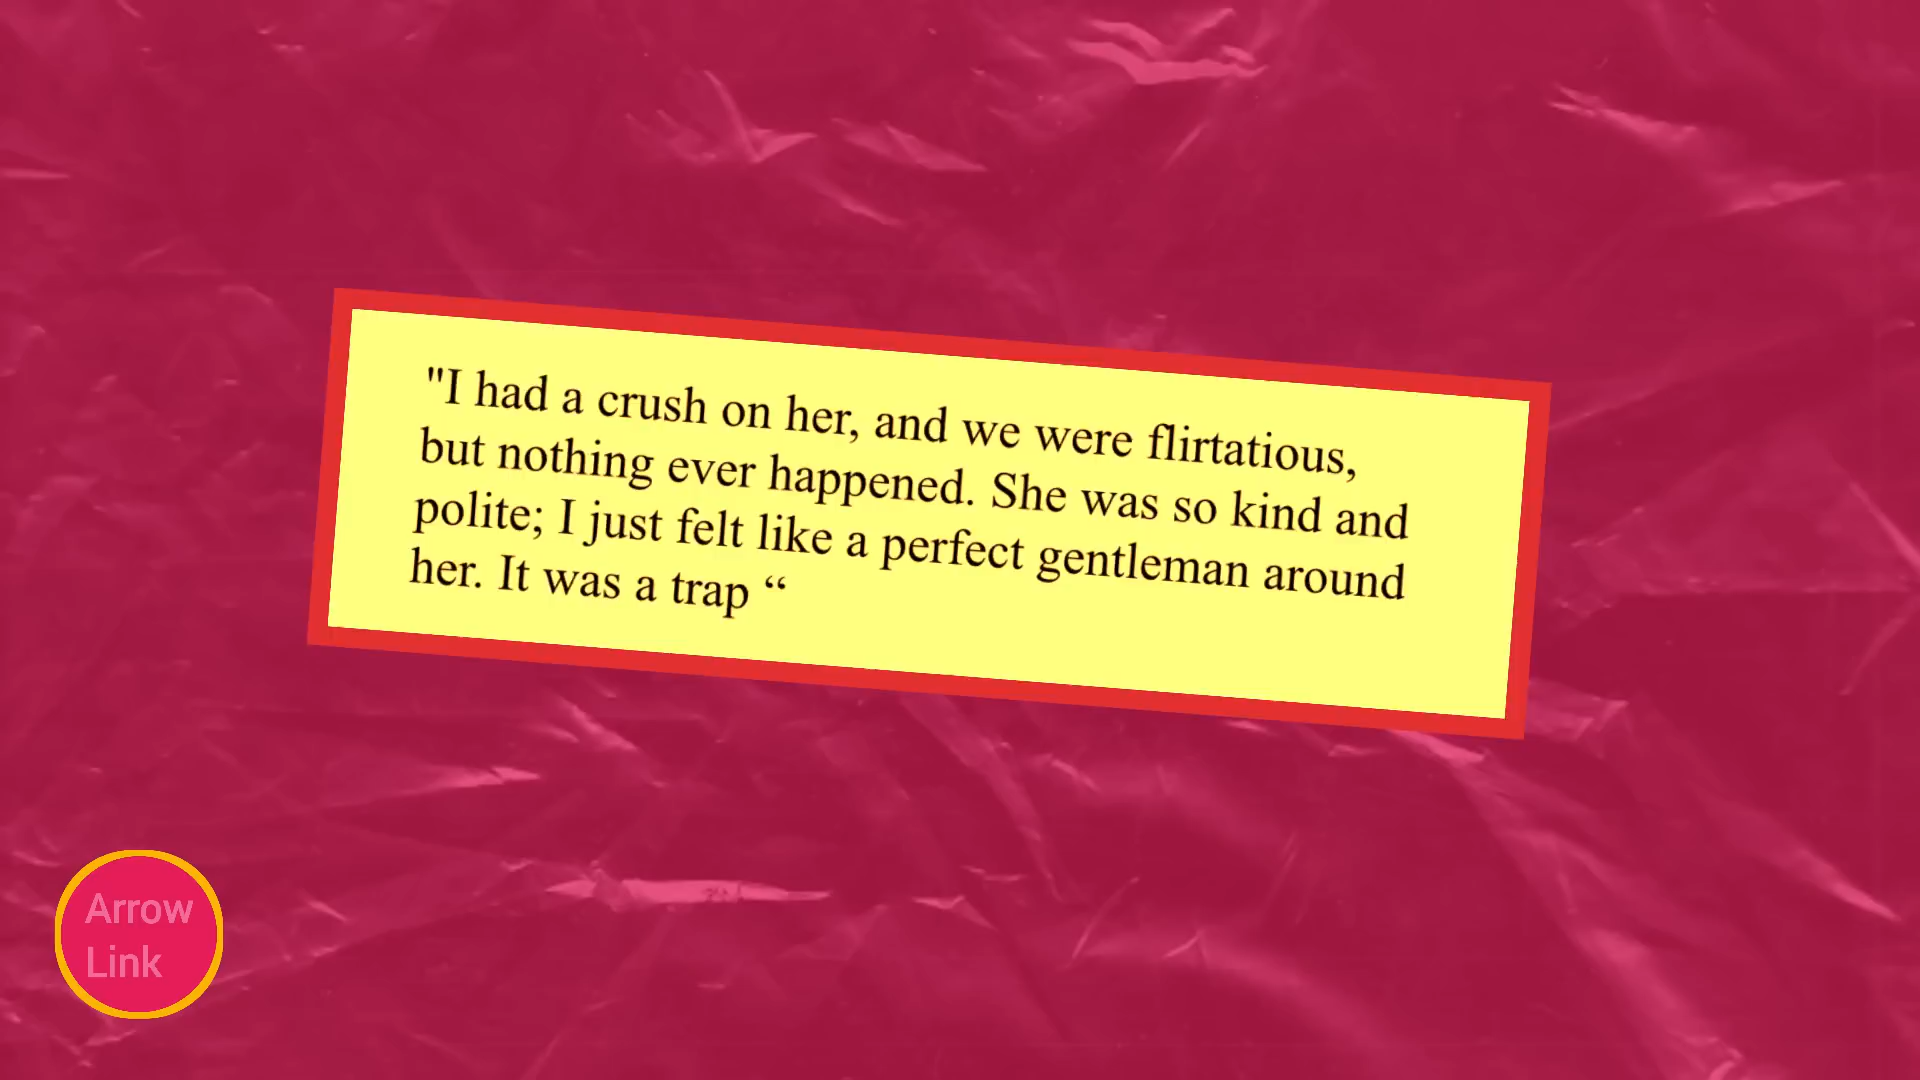 "I had a crush on her, and we were flirtatious,
but nothing ever happened. She was so kind and
polite; I just felt like a perfect gentleman around
her. It was a trap “
Arrow
Link